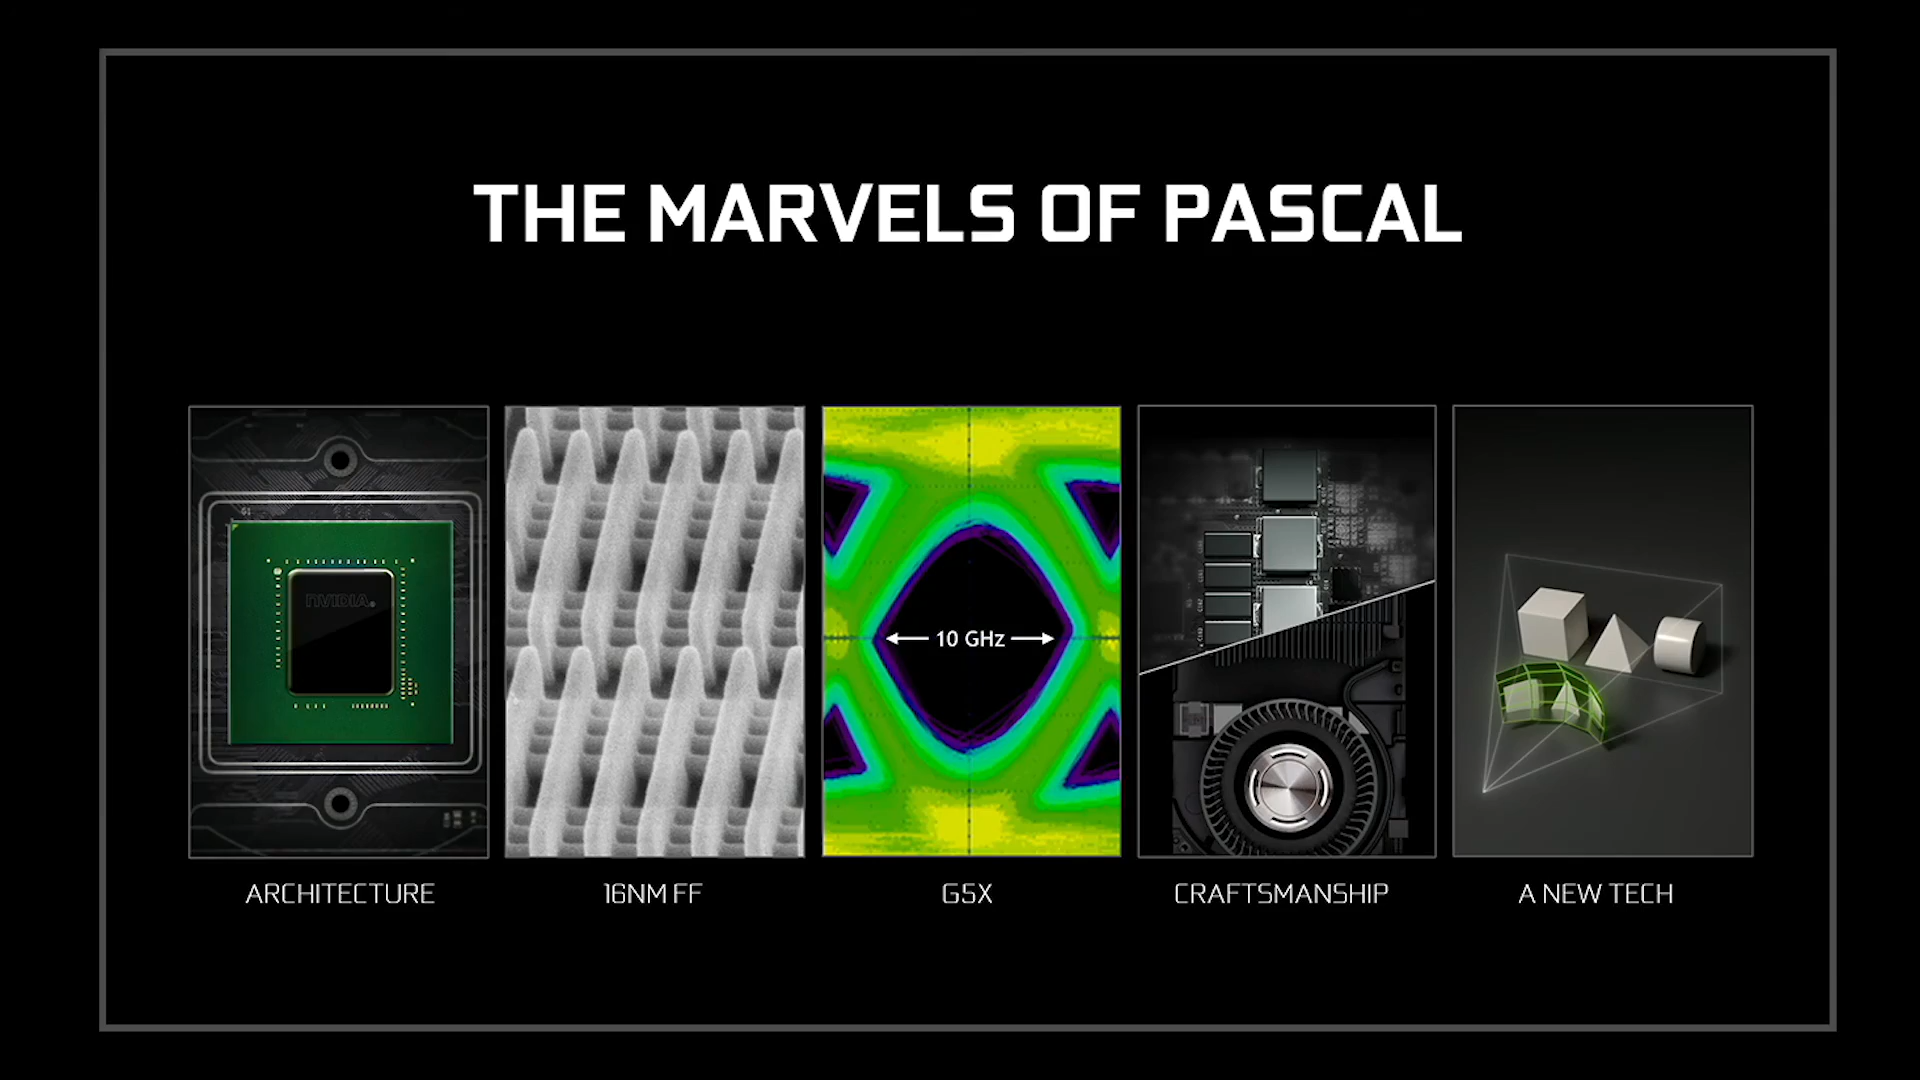 THE MARVELS OF PASCAL
NVIDIA
10 GHz
ARCHITECTURE
16NM FF
G5X
CRAFTSMANSHIP
A NEW TECH